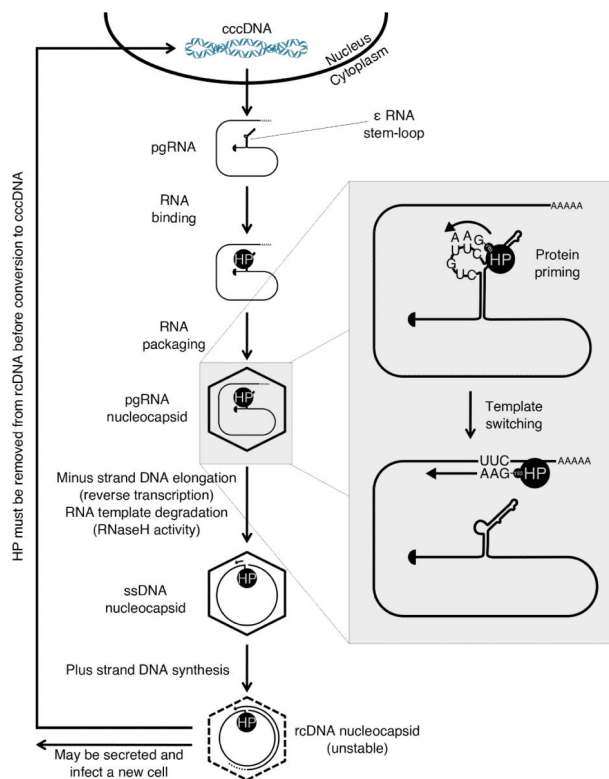 cccDNA
Nucleus
Cytoplasm
ε RNA
stem-loop
pgRNA
RNA
binding
HP
RNA
packaging
HP
pgRNA
nucleocapsid
Minus strand DNA elongation
(reverse transcription)
RNA template degradation
(RNaseH activity)
HP
ssDNA
nucleocapsid
Plus strand DNA synthesis
HP
rcDNA nucleocapsid
(unstable)
May be secreted and
infect a new cell
HP must be removed from rcDNA before conversion to cccDNA
AAAAA
A A G
U U C
G U C
HP
Protein
priming
Template
switching
UUC
AAAAA
AAG
HP